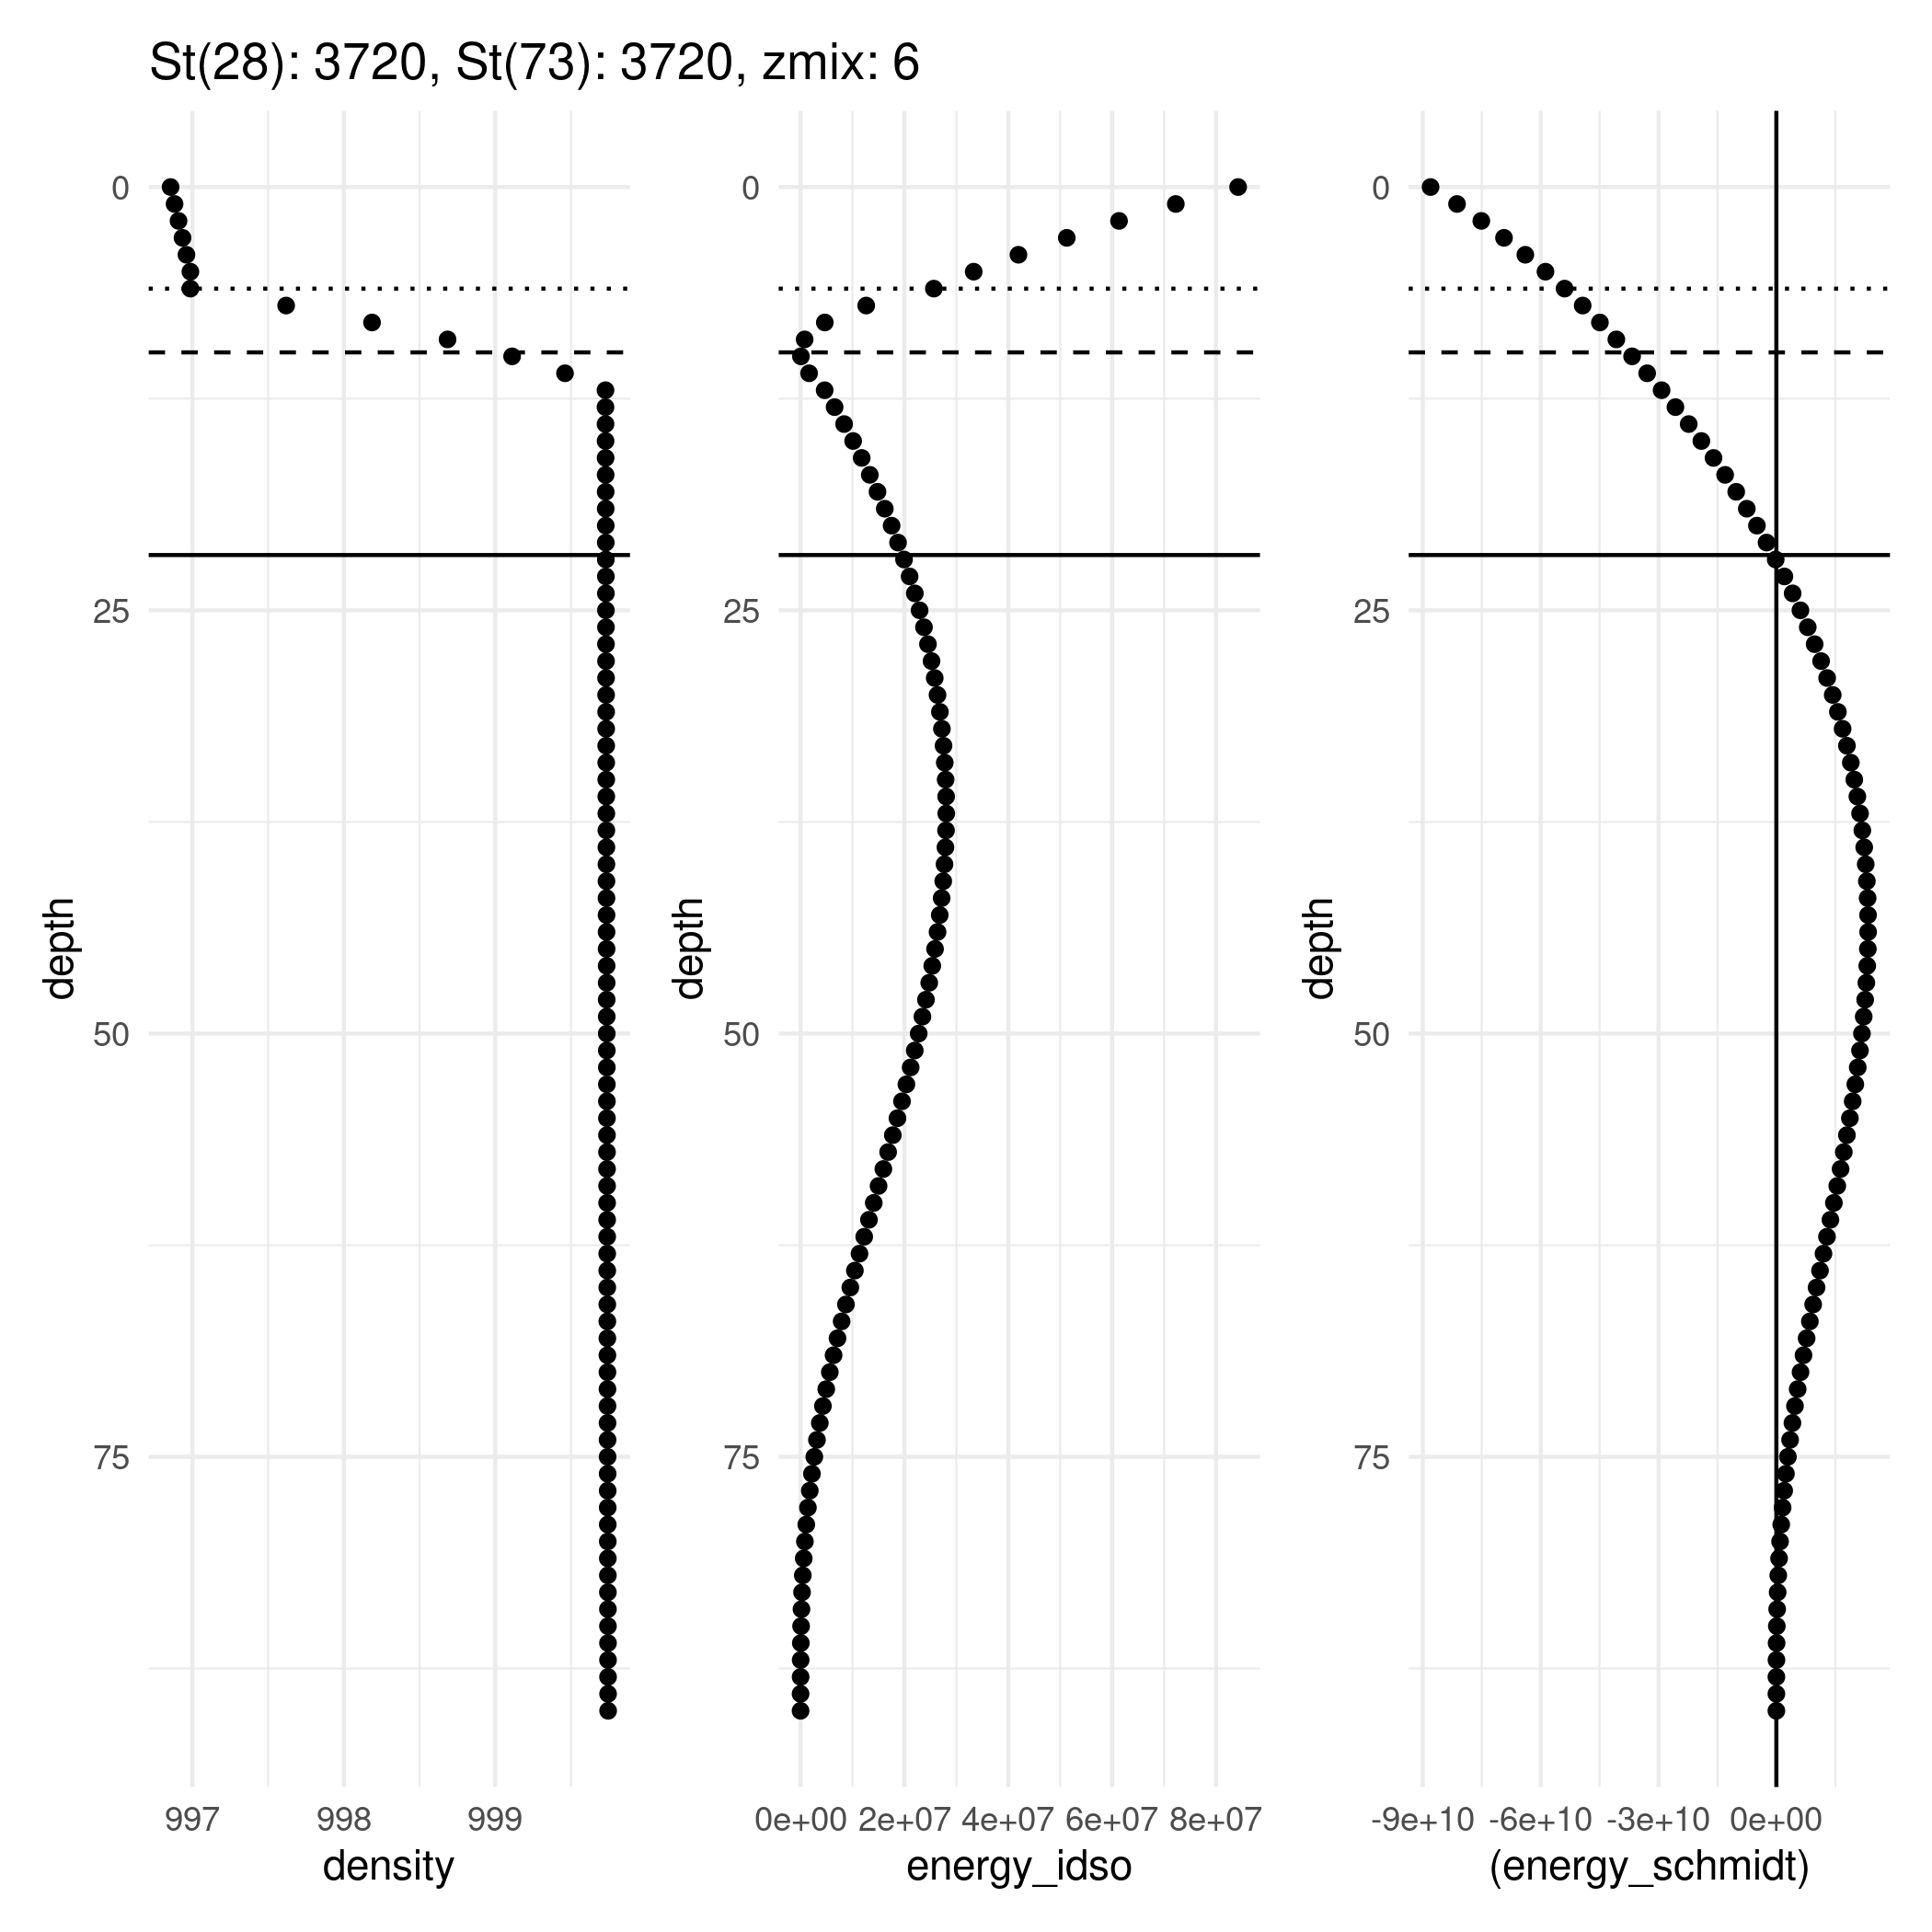 St(28): 3720, St(73): 3720, zmix: 6
0
25
50
75
depth
997 998 999
density
0
25
50
75
depth
0e+00 2e+07 4e+07 6e+07 8e+07
energy_idso
0
25
50
75
depth
-9e+10 -6e+10 -3e+10 0e+00
(energy_schmidt)